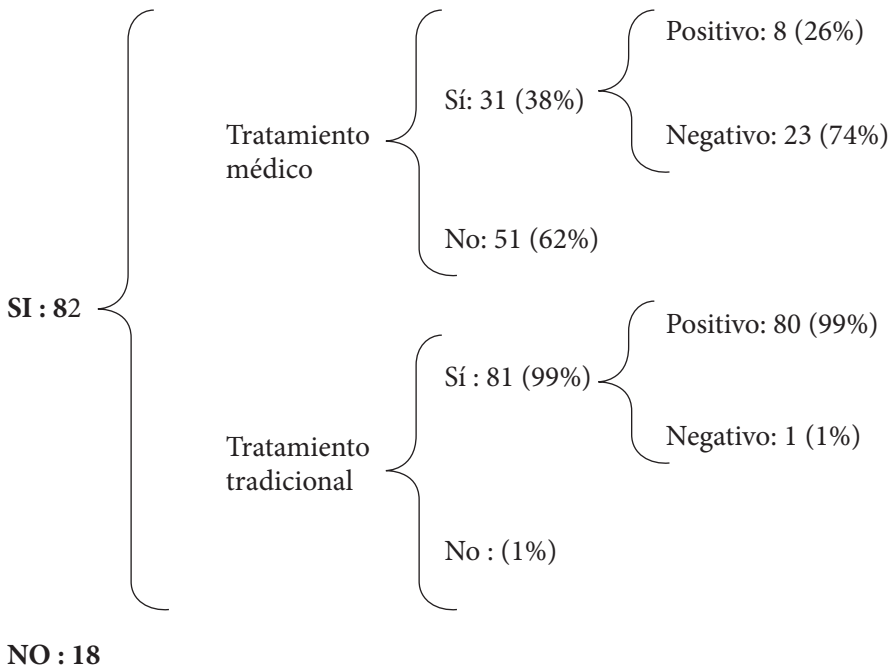 SI : 82
Tratamiento
médico
Sí: 31 (38%)
Positivo: 8 (26%)
Negativo: 23 (74%)
No: 51 (62%)
Tratamiento
tradicional
Sí : 81 (99%)
Positivo: 80 (99%)
Negativo: 1 (1%)
No : (1%)
NO : 18